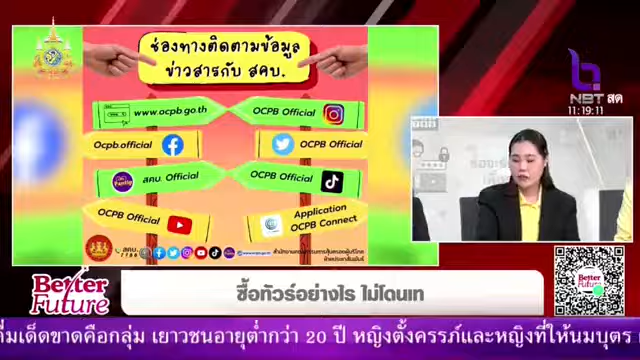 ช่องทางติดตามข้อมูล
ข่าวสารกับ สคบ.
www.ocpb.go.th
OCPB Official
Ocpb.official
OCPB Official
สคบ. Official
OCPB Official
OCPB Official
Application
OCPB Connect
สคบ.
1166
NBT สด
11:19:11
Better
Future
ซื้อทัวร์อย่างไร ไม่โดนเท
Better
Future
ื่มเด็ดขาดคือกลุ่ม เยาวชนอายุต่ำกว่า 20 ปี หญิงตั้งครรภ์และหญิงที่ให้นมบุตร